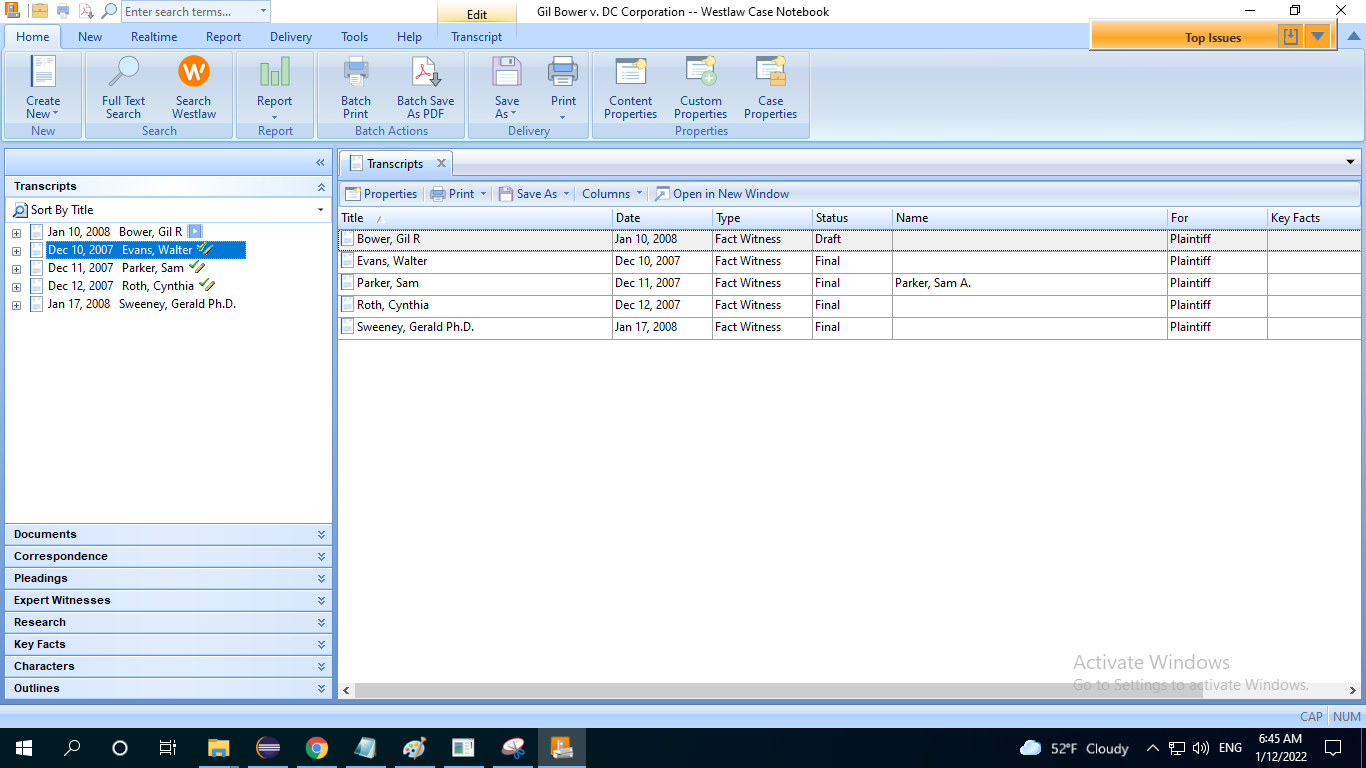 Enter search terms...
Edit
Gil Bower v. DC Corporation -- Westlaw Case Notebook
Home New Realtime Report Delivery Tools Help Transcript
Top Issues
Create New
Full Text Search
Search Westlaw
Report
Batch Print
Batch Save As PDF
Save As
Print
Content Properties
Custom Properties
Case Properties
New Search Report Batch Actions Delivery Properties
Transcripts
Sort By Title
Jan 10, 2008 Bower, Gil R
Dec 10, 2007 Evans, Walter
Dec 11, 2007 Parker, Sam
Dec 12, 2007 Roth, Cynthia
Jan 17, 2008 Sweeney, Gerald Ph.D.
Documents
Correspondence
Pleadings
Expert Witnesses
Research
Key Facts
Characters
Outlines
Transcripts
Properties Print Save As Columns Open in New Window
Title Date Type Status Name For Key Facts
Bower, Gil R Jan 10, 2008 Fact Witness Draft Plaintiff
Evans, Walter Dec 10, 2007 Fact Witness Final Plaintiff
Parker, Sam Dec 11, 2007 Fact Witness Final Parker, Sam A. Plaintiff
Roth, Cynthia Dec 12, 2007 Fact Witness Final Plaintiff
Sweeney, Gerald Ph.D. Jan 17, 2008 Fact Witness Final Plaintiff
Activate Windows
Go to Settings to activate Windows.
CAP NUM
52°F Cloudy
ENG
6:45 AM
1/12/2022